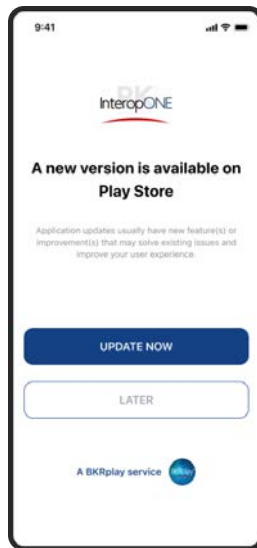 9:41
InteropONE
A new version is available on
Play Store
Application updates usually have new feature(s) or
improvement(s) that may solve existing issues and
improve your user experience.
UPDATE NOW
LATER
A BKRplay service